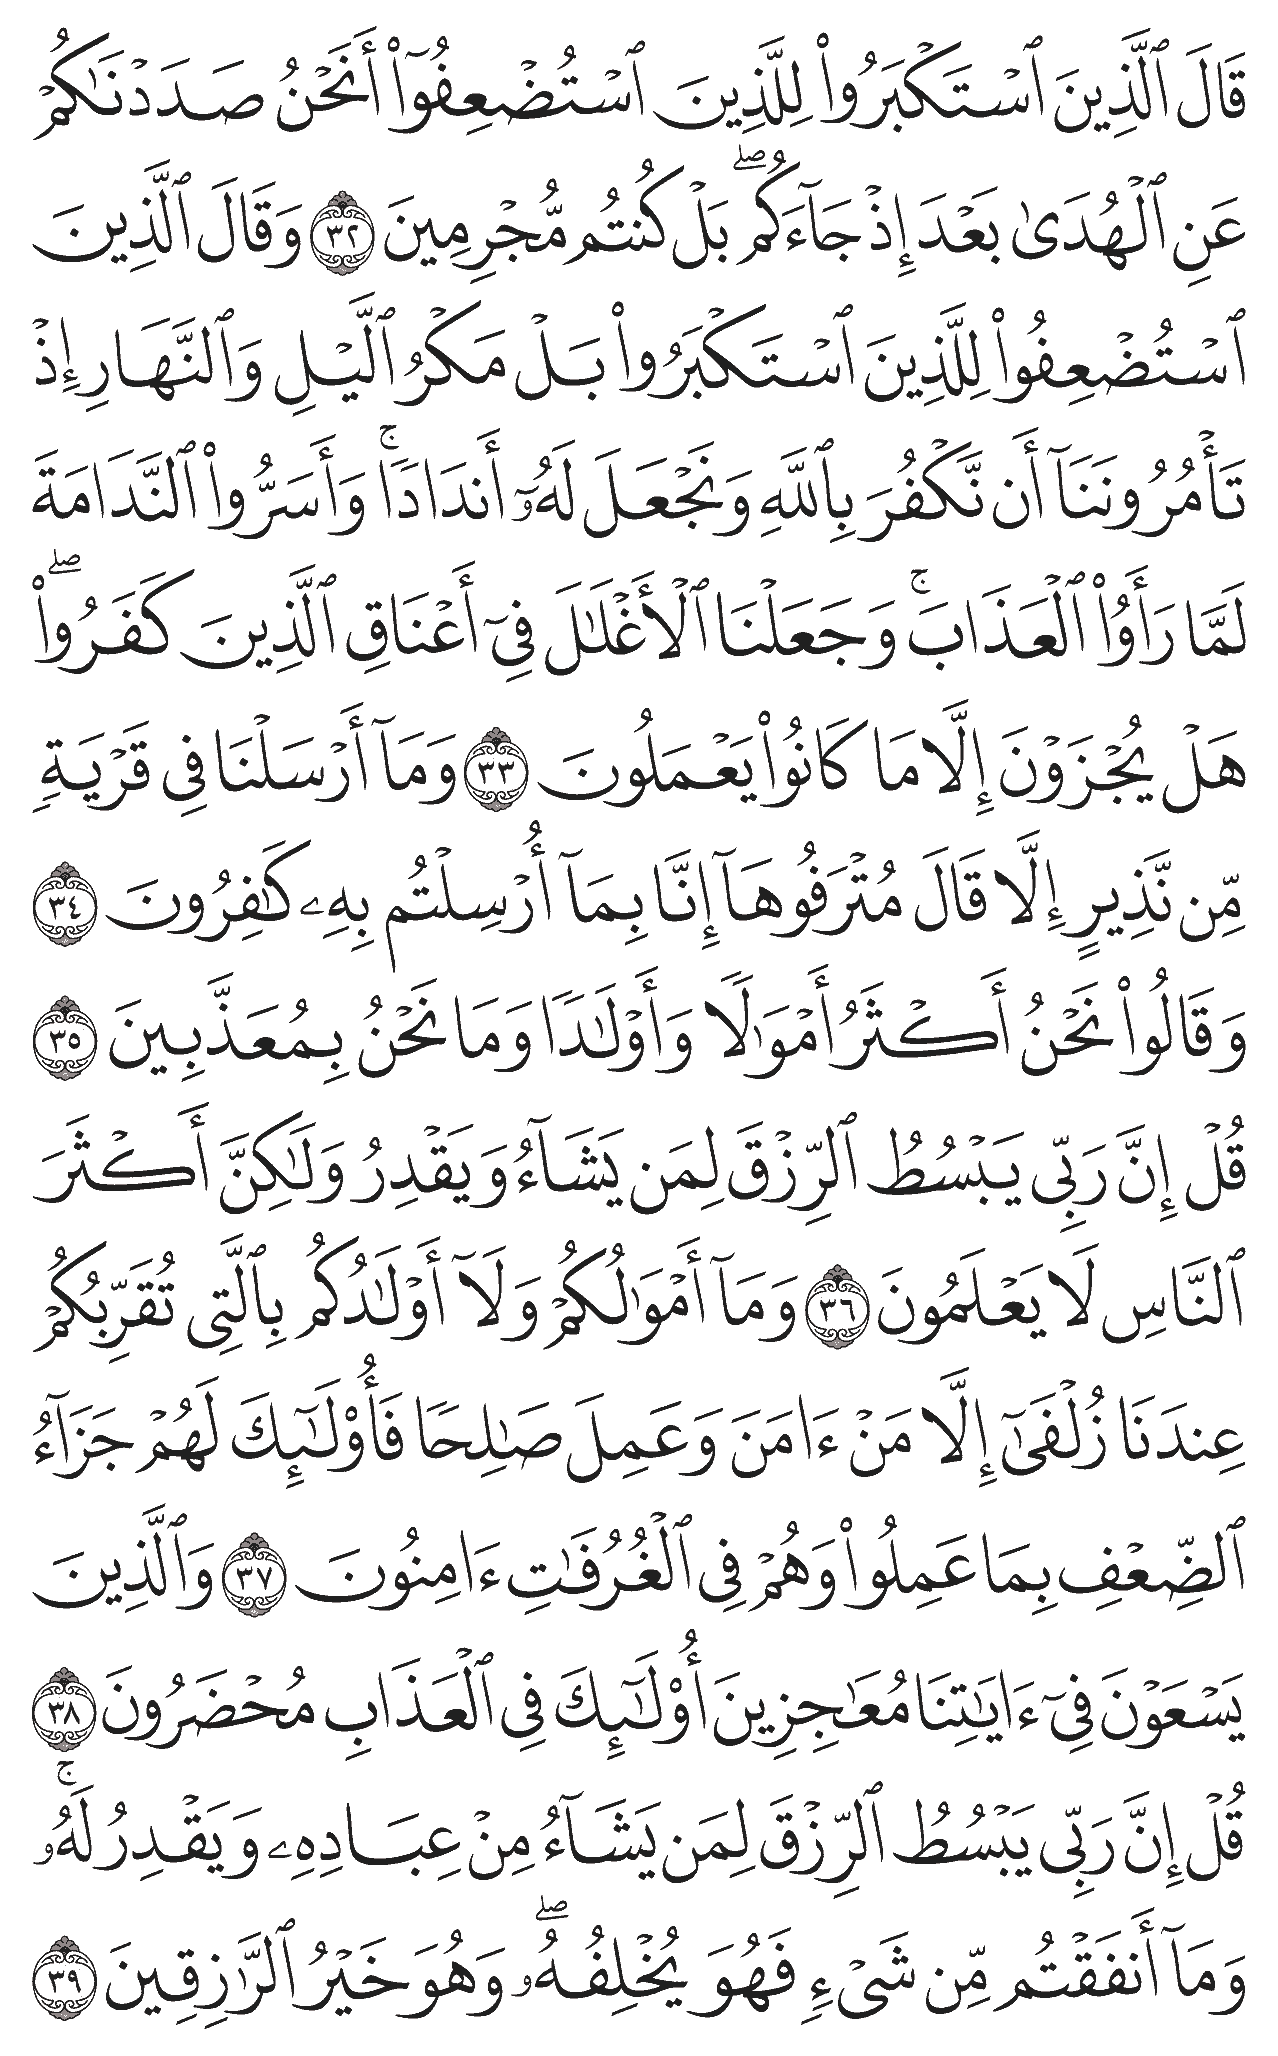 قَالَ ٱلَّذِينَ ٱسۡتَكۡبَرُواْ لِلَّذِينَ ٱسۡتُضۡعِفُوٓاْ أَنَحۡنُ صَدَدۡنَٰكُمۡ
عَنِ ٱلۡهُدَىٰ بَعۡدَ إِذۡ جَآءَكُمۖ بَلۡ كُنتُم مُّجۡرِمِينَ ٣٢ وَقَالَ ٱلَّذِينَ
ٱسۡتُضۡعِفُواْ لِلَّذِينَ ٱسۡتَكۡبَرُواْ بَلۡ مَكۡرُ ٱلَّيۡلِ وَٱلنَّهَارِ إِذۡ
تَأۡمُرُونَنَآ أَن نَّكۡفُرَ بِٱللَّهِ وَنَجۡعَلَ لَهُۥٓ أَندَادٗاۚ وَأَسَرُّواْ ٱلنَّدَامَةَ
لَمَّا رَأَوُاْ ٱلۡعَذَابَۚ وَجَعَلۡنَا ٱلۡأَغۡلَٰلَ فِيٓ أَعۡنَاقِ ٱلَّذِينَ كَفَرُواْۖ
هَلۡ يُجۡزَوۡنَ إِلَّا مَا كَانُواْ يَعۡمَلُونَ ٣٣ وَمَآ أَرۡسَلۡنَا فِي قَرۡيَةٖ
مِّن نَّذِيرٍ إِلَّا قَالَ مُتۡرَفُوهَآ إِنَّا بِمَآ أُرۡسِلۡتُم بِهِۦ كَٰفِرُونَ ٣٤
وَقَالُواْ نَحۡنُ أَكۡثَرُ أَمۡوَٰلٗا وَأَوۡلَٰدٗا وَمَا نَحۡنُ بِمُعَذَّبِينَ ٣٥
قُلۡ إِنَّ رَبِّي يَبۡسُطُ ٱلرِّزۡقَ لِمَن يَشَآءُ وَيَقۡدِرُ وَلَٰكِنَّ أَكۡثَرَ
ٱلنَّاسِ لَا يَعۡلَمُونَ ٣٦ وَمَآ أَمۡوَٰلُكُمۡ وَلَآ أَوۡلَٰدُكُم بِٱلَّتِي تُقَرِّبُكُمۡ
عِندَنَا زُلۡفَىٰٓ إِلَّا مَنۡ ءَامَنَ وَعَمِلَ صَٰلِحٗا فَأُوْلَٰٓئِكَ لَهُمۡ جَزَآءُ
ٱلضِّعۡفِ بِمَا عَمِلُواْ وَهُمۡ فِي ٱلۡغُرُفَٰتِ ءَامِنُونَ ٣٧ وَٱلَّذِينَ
يَسۡعَوۡنَ فِيٓ ءَايَٰتِنَا مُعَٰجِزِينَ أُوْلَٰٓئِكَ فِي ٱلۡعَذَابِ مُحۡضَرُونَ ٣٨
قُلۡ إِنَّ رَبِّي يَبۡسُطُ ٱلرِّزۡقَ لِمَن يَشَآءُ مِنۡ عِبَادِهِۦ وَيَقۡدِرُ لَهُۥۚ
وَمَآ أَنفَقۡتُم مِّن شَيۡءٖ فَهُوَ يُخۡلِفُهُۥۖ وَهُوَ خَيۡرُ ٱلرَّٰزِقِينَ ٣٩